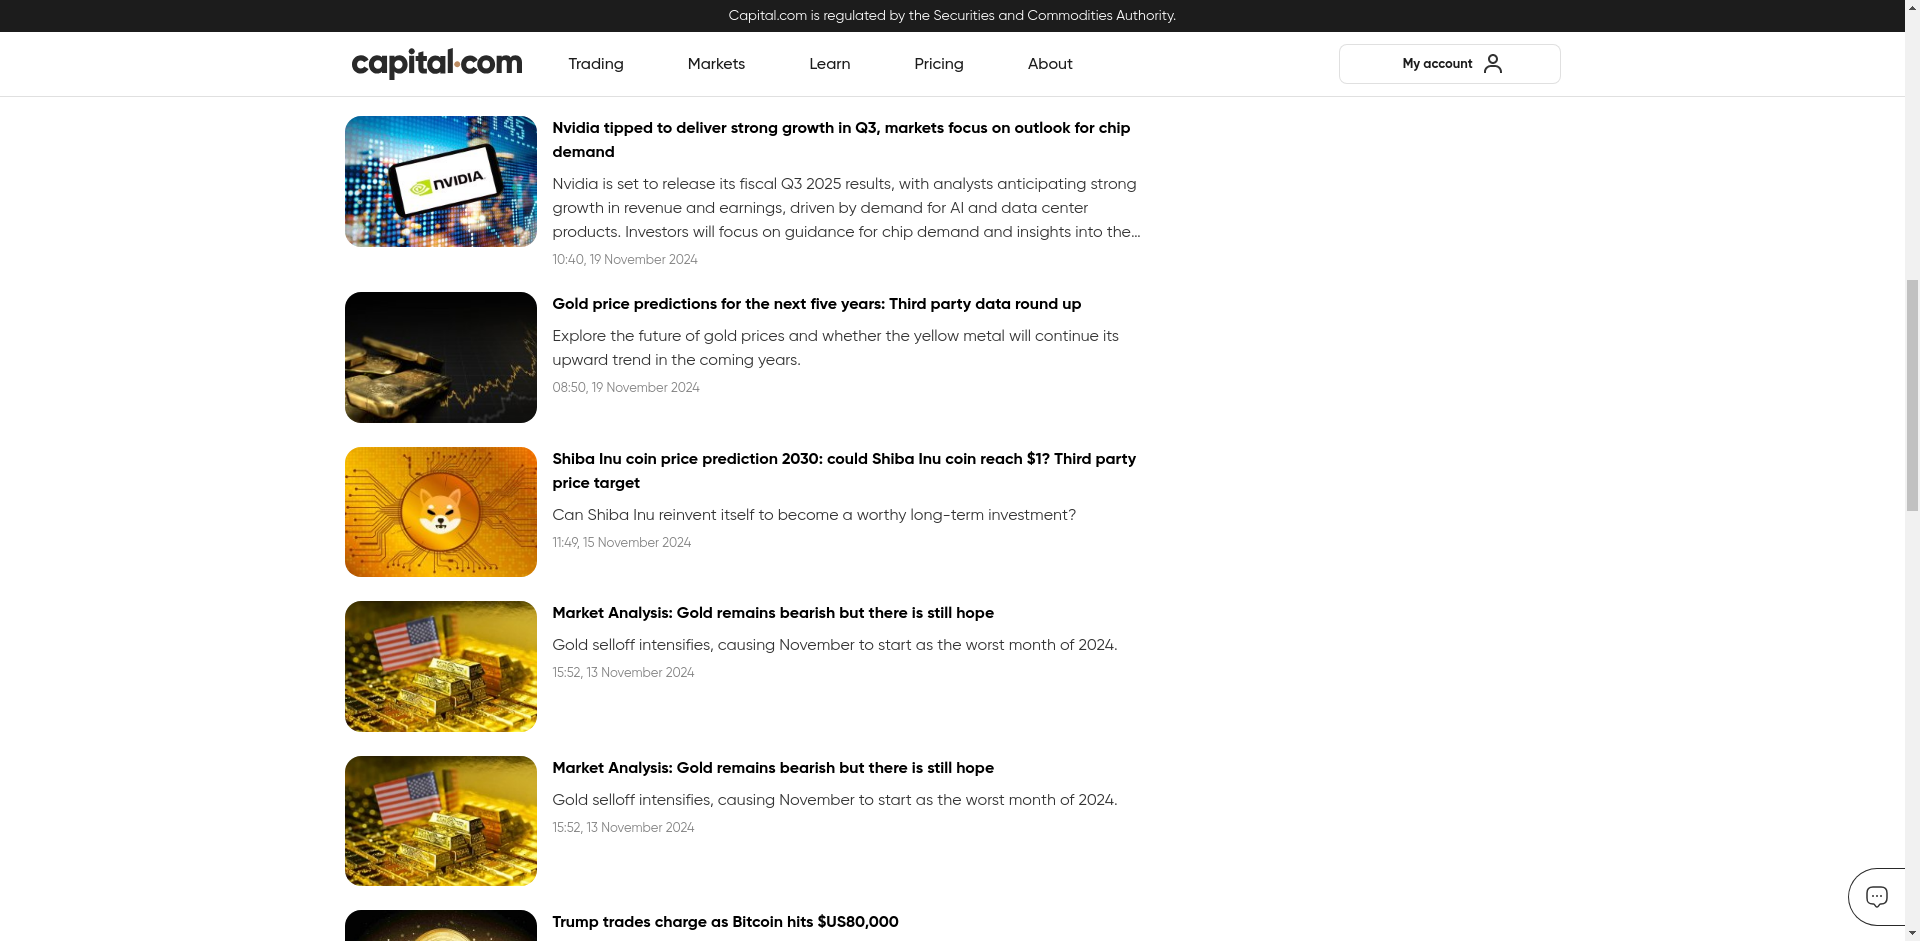 Capital.com is regulated by the Securities and Commodities Authority.
capital.com
Trading
Markets
Learn
Pricing
About
My account
145
NVIDIA
Nvidia tipped to deliver strong growth in Q3, markets focus on outlook for chip
demand
Nvidia is set to release its fiscal Q3 2025 results, with analysts anticipating strong
growth in revenue and earnings, driven by demand for AI and data center
products. Investors will focus on guidance for chip demand and insights into the...
10:40, 19 November 2024
Gold price predictions for the next five years: Third party data round up
Explore the future of gold prices and whether the yellow metal will continue its
upward trend in the coming years.
08:50, 19 November 2024
Shiba Inu coin price prediction 2030: could Shiba Inu coin reach $1? Third party
price target
Can Shiba Inu reinvent itself to become a worthy long-term investment?
11:49, 15 November 2024
Market Analysis: Gold remains bearish but there is still hope
Gold selloff intensifies, causing November to start as the worst month of 2024.
15:52, 13 November 2024
Market Analysis: Gold remains bearish but there is still hope
Gold selloff intensifies, causing November to start as the worst month of 2024.
15:52, 13 November 2024
Trump trades charge as Bitcoin hits $US80,000